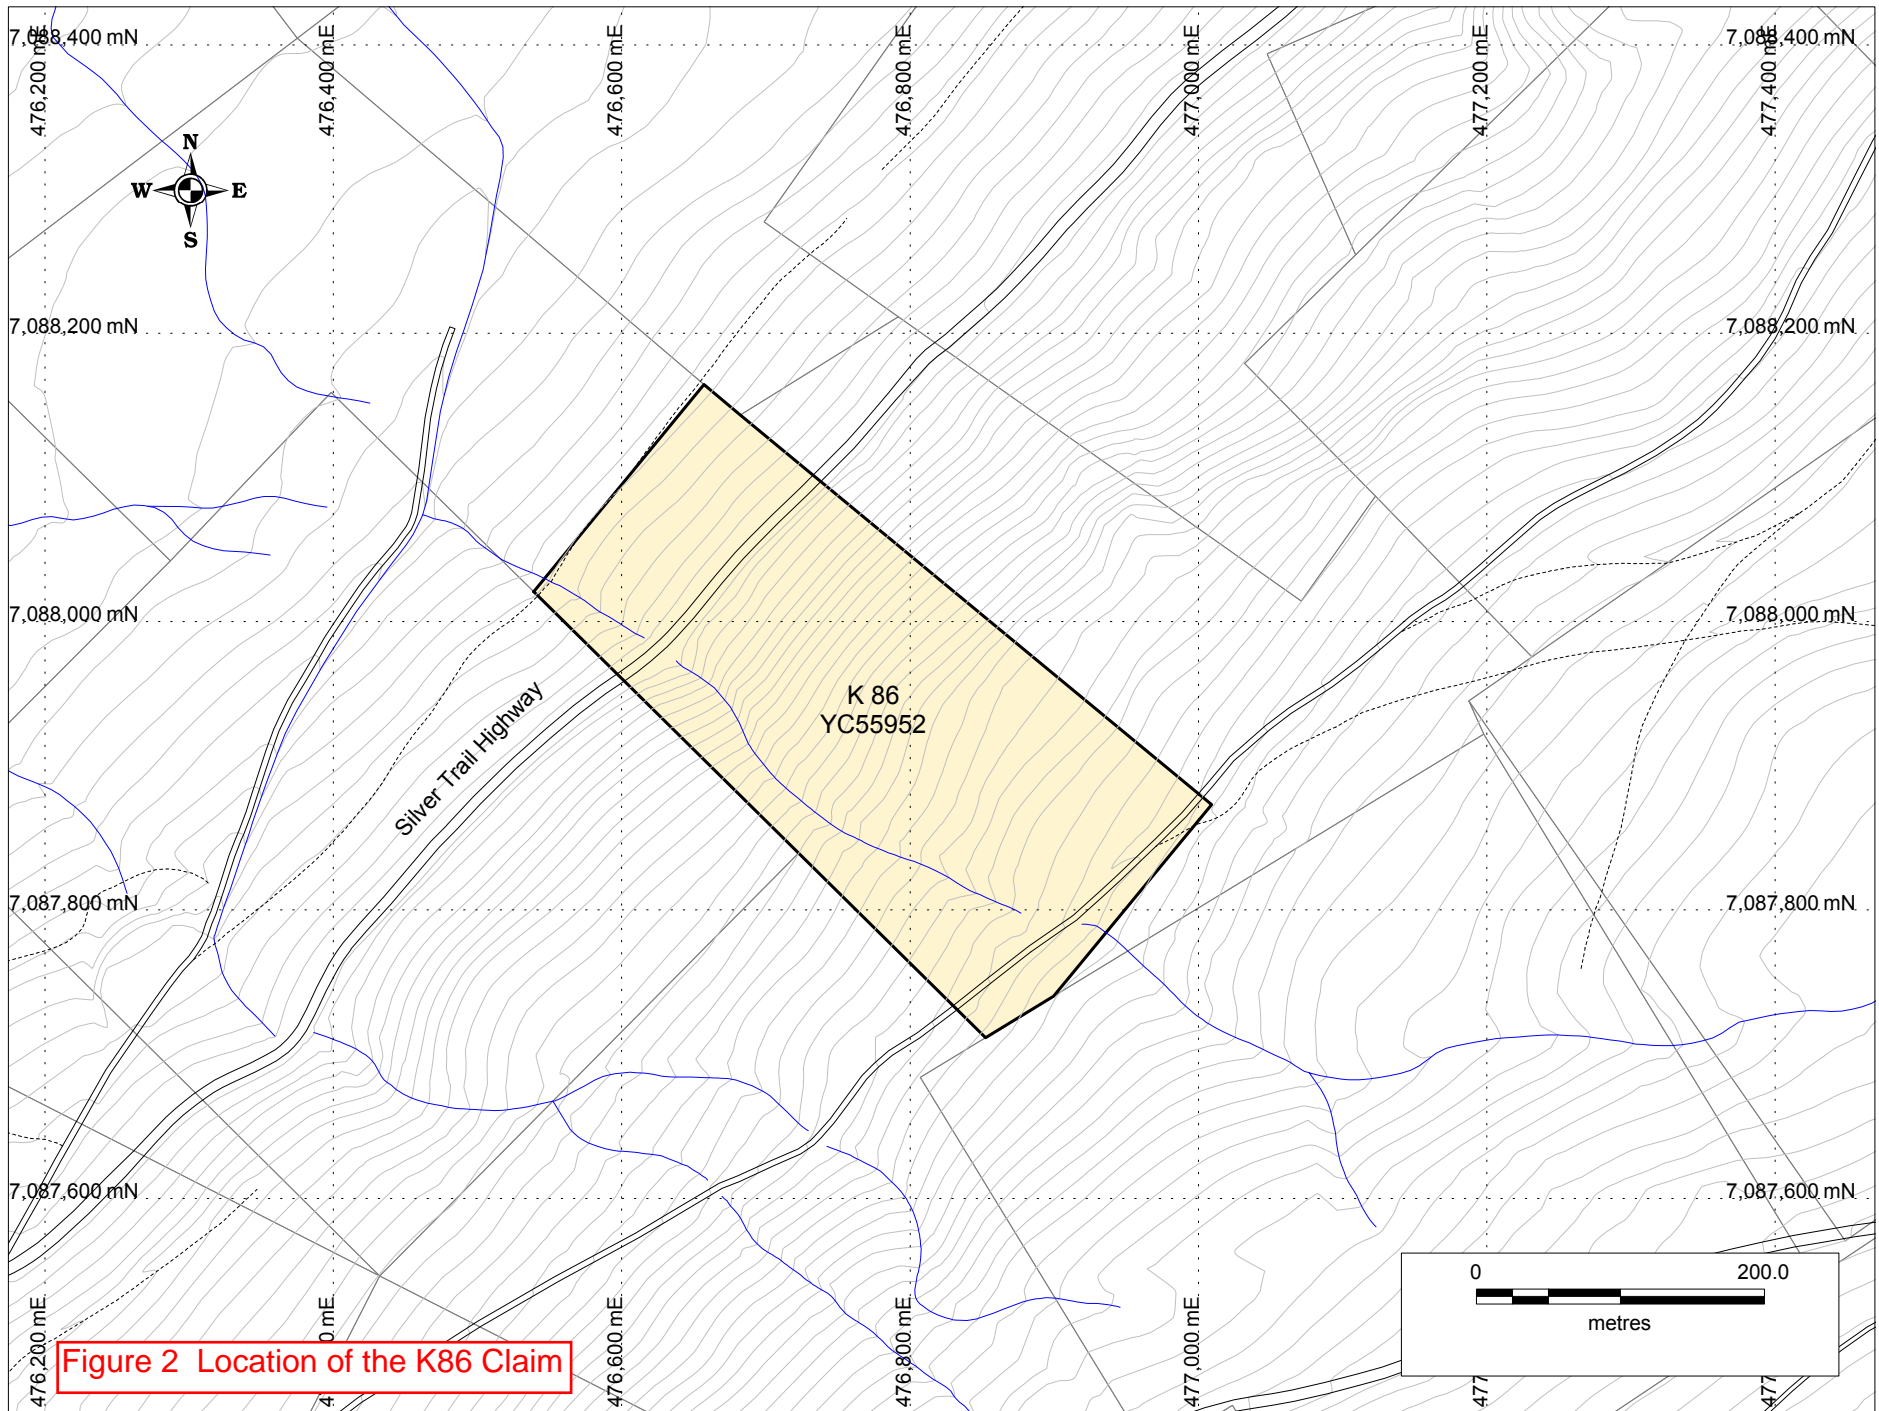 476,200 mE
476,400 mE
476,600 mE
476,800 mE
477,000 mE
477,200 mE
477,400 mE
7,088,400 mN
7,088,400 mN
N
W E
S
7,088,200 mN
7,088,200 mN
7,088,000 mN
7,088,000 mN
K 86
YC55952
Silver Trail Highway
7,087,800 mN
7,087,800 mN
7,087,600 mN
7,087,600 mN
0 200.0
metres
476,200 mE
0 mE
476,600 mE
476,800 mE
477,000 mE
Figure 2 Location of the K86 Claim